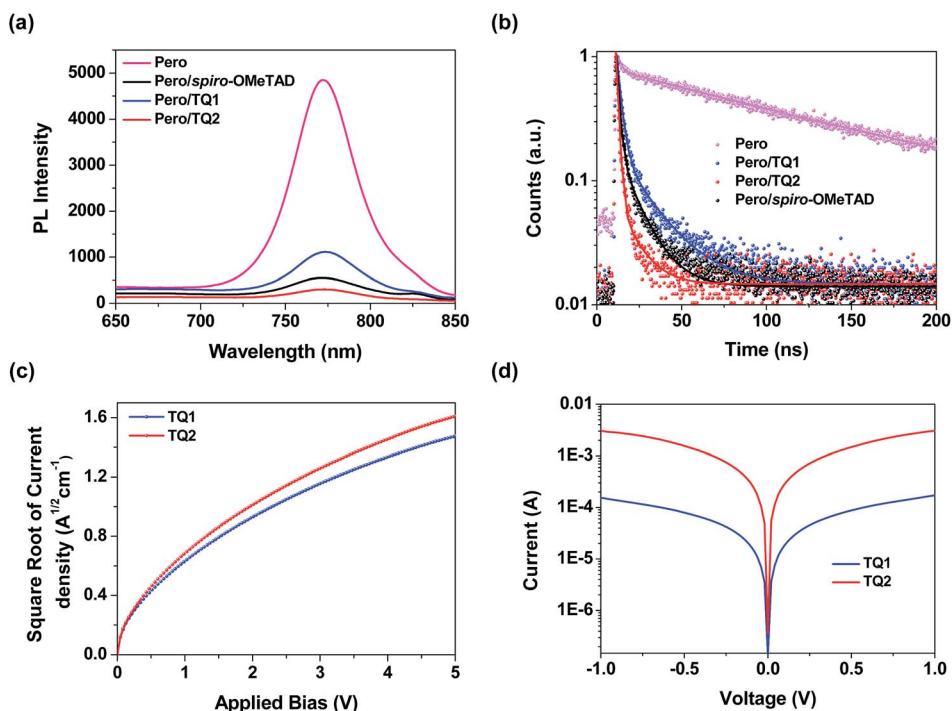 (a)
Pero
Pero/spiro-OMeTAD
Pero/TQ1
Pero/TQ2
5000
4000
3000
2000
1000
0
650 700 750 800 850
PL Intensity
Wavelength (nm)
(b)
1
0.1
0.01
Pero
Pero/TQ1
Pero/TQ2
Pero/spiro-OMeTAD
0 50 100 150 200
Counts (a.u.)
Time (ns)
(c)
TQ1
TQ2
1.6
1.2
0.8
0.4
0.0
0 1 2 3 4 5
Square Root of Current
density (A1/2cm-1)
Applied Bias (V)
(d)
0.01
1E-3
1E-4
1E-5
1E-6
TQ1
TQ2
-1.0 -0.5 0.0 0.5 1.0
Current (A)
Voltage (V)